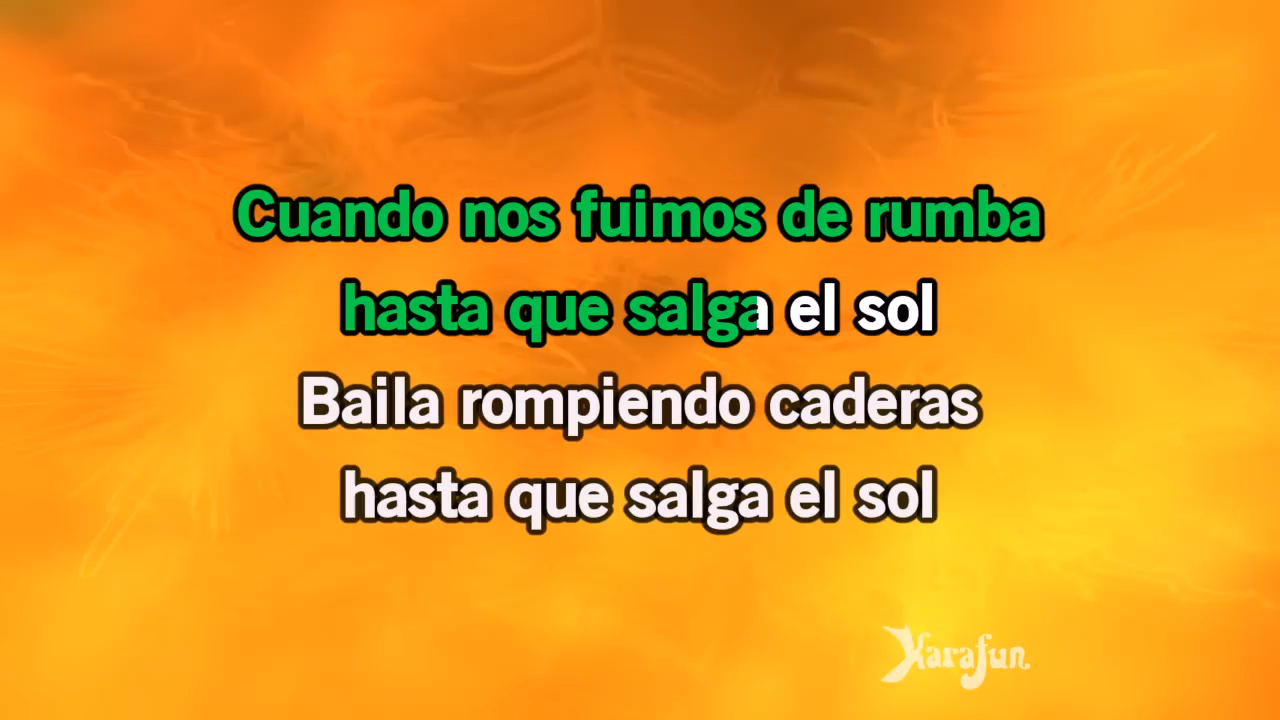 Cuando nos fuimos de rumba
hasta que salga el sol
Baila rompiendo caderas
hasta que salga el sol
Karafun